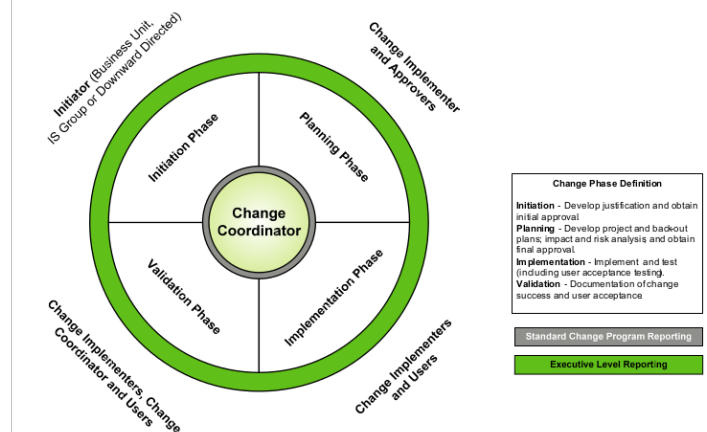 Initiator (Business Unit,
IS Group or Downward Directed)
Change Implementer
and Approvers
Initiation Phase
Planning Phase
Change
Coordinator
Validation Phase
Implementation Phase
Change Implementers, Change
Coordinator and Users
Change Implementers
and Users
Change Phase Definition
Initiation - Develop justification and obtain
initial approval
Planning - Develop project and backout
plans; impact and risk analysis and obtain
final approval.
Implementation - Implement and test
(including user acceptance testing).
Validation - Documentation of change
success and user acceptance
Standard Change Program Reporting
Executive Level Reporting